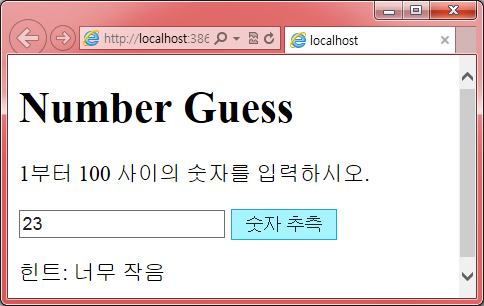 http://localhost:386
localhost
Number Guess
1부터 100 사이의 숫자를 입력하시오.
23 숫자 추측
힌트: 너무 작음